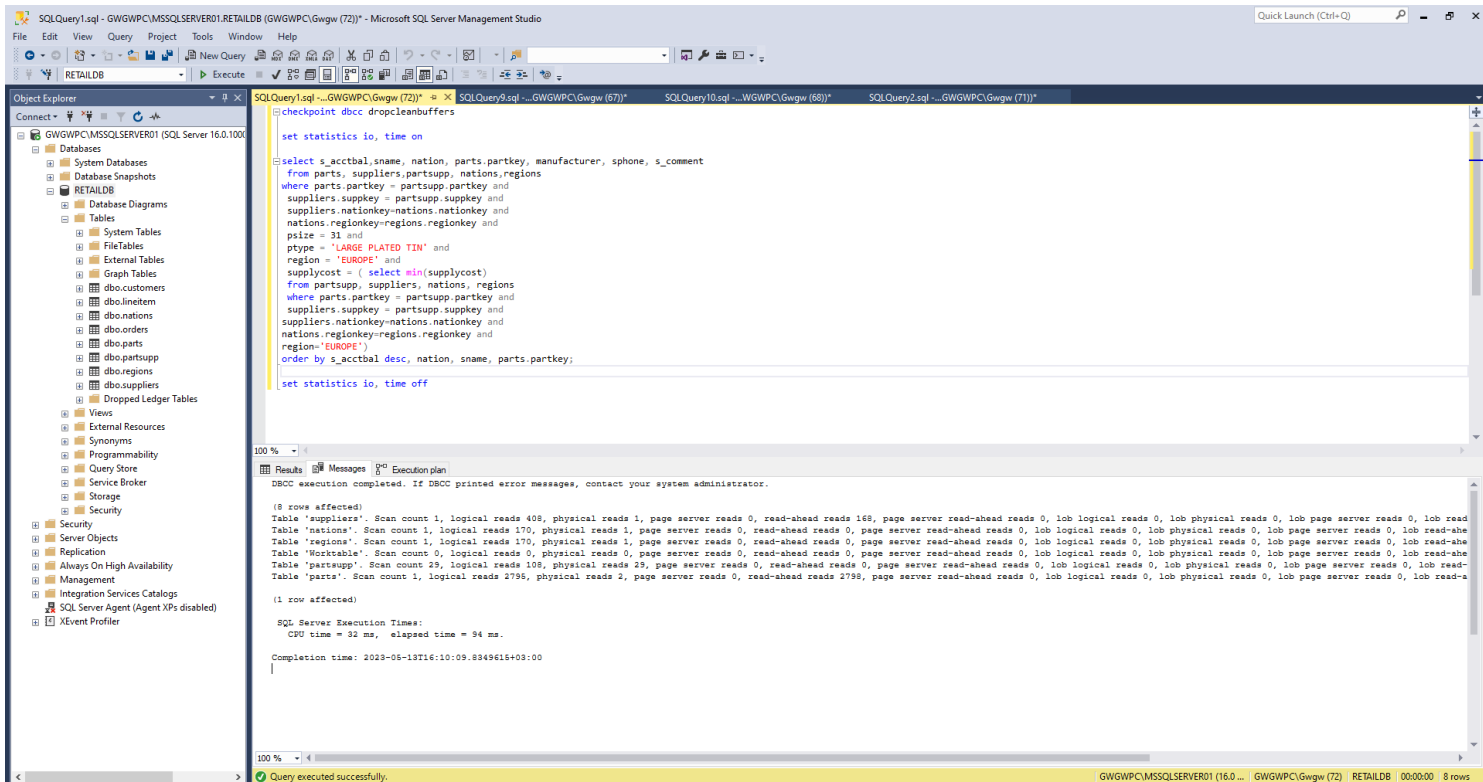 SQLQuery1.sql - GWGWPC\MSSQLSERVER01.RETAILDB (GWGWPC\Gwgw (72))* - Microsoft SQL Server Management Studio
Quick Launch (Ctrl+Q)
File Edit View Query Project Tools Window Help
New Query
RETAILDB
Execute
Object Explorer
Connect
GWGWPC\MSSQLSERVER01 (SQL Server 16.0.1000
Databases
System Databases
Database Snapshots
RETAILDB
Database Diagrams
Tables
System Tables
FileTables
External Tables
Graph Tables
dbo.customers
dbo.lineitem
dbo.nations
dbo.orders
dbo.parts
dbo.partsupp
dbo.regions
dbo.suppliers
Dropped Ledger Tables
Views
External Resources
Synonyms
Programmability
Query Store
Service Broker
Storage
Security
Security
Server Objects
Replication
Always On High Availability
Management
Integration Services Catalogs
SQL Server Agent (Agent XPs disabled)
XEvent Profiler
SQLQuery1.sql -...GWGWPC\Gwgw (72))* SQLQuery9.sql -...GWGWPC\Gwgw (67))* SQLQuery10.sql -...WGWPC\Gwgw (68))* SQLQuery2.sql -...GWGWPC\Gwgw (71))*
checkpoint dbcc dropcleanbuffers
set statistics io, time on
select s_acctbal,sname, nation, parts.partkey, manufacturer, sphone, s_comment
from parts, suppliers,partsupp, nations,regions
where parts.partkey = partsupp.partkey and
suppliers.suppkey = partsupp.suppkey and
suppliers.nationkey=nations.nationkey and
nations.regionkey=regions.regionkey and
psize = 31 and
ptype = 'LARGE PLATED TIN' and
region = 'EUROPE' and
supplycost = ( select min(supplycost)
from partsupp, suppliers, nations, regions
where parts.partkey = partsupp.partkey and
suppliers.suppkey = partsupp.suppkey and
suppliers.nationkey=nations.nationkey and
nations.regionkey=regions.regionkey and
region='EUROPE')
order by s_acctbal desc, nation, sname, parts.partkey;
set statistics io, time off
100 %
Results Messages Execution plan
DBCC execution completed. If DBCC printed error messages, contact your system administrator.
(8 rows affected)
Table 'suppliers'. Scan count 1, logical reads 408, physical reads 1, page server reads 0, read-ahead reads 168, page server read-ahead reads 0, lob logical reads 0, lob physical reads 0, lob page server reads 0, lob read
Table 'nations'. Scan count 1, logical reads 170, physical reads 1, page server reads 0, read-ahead reads 0, page server read-ahead reads 0, lob logical reads 0, lob physical reads 0, lob page server reads 0, lob read-ahe
Table 'regions'. Scan count 1, logical reads 170, physical reads 1, page server reads 0, read-ahead reads 0, page server read-ahead reads 0, lob logical reads 0, lob physical reads 0, lob page server reads 0, lob read-ahe
Table 'Worktable'. Scan count 0, logical reads 0, physical reads 0, page server reads 0, read-ahead reads 0, page server read-ahead reads 0, lob logical reads 0, lob physical reads 0, lob page server reads 0, lob read-ahe
Table 'partsupp'. Scan count 29, logical reads 108, physical reads 29, page server reads 0, read-ahead reads 0, page server read-ahead reads 0, lob logical reads 0, lob physical reads 0, lob page server reads 0, lob read-
Table 'parts'. Scan count 1, logical reads 2795, physical reads 2, page server reads 0, read-ahead reads 2798, page server read-ahead reads 0, lob logical reads 0, lob physical reads 0, lob page server reads 0, lob read-a
(1 row affected)
SQL Server Execution Times:
CPU time = 32 ms, elapsed time = 94 ms.
Completion time: 2023-05-13T16:10:09.8349615+03:00
100 %
Query executed successfully.
GWGWPC\MSSQLSERVER01 (16.0 ... GWGWPC\Gwgw (72) RETAILDB 00:00:00 8 rows